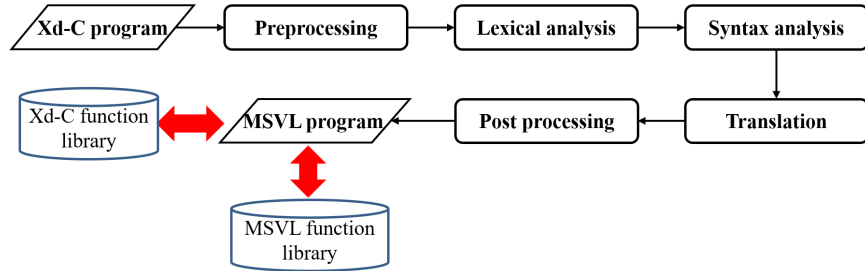 Xd-C program
Preprocessing
Lexical analysis
Syntax analysis
Xd-C function
library
MSVL program
Post processing
Translation
MSVL function
library